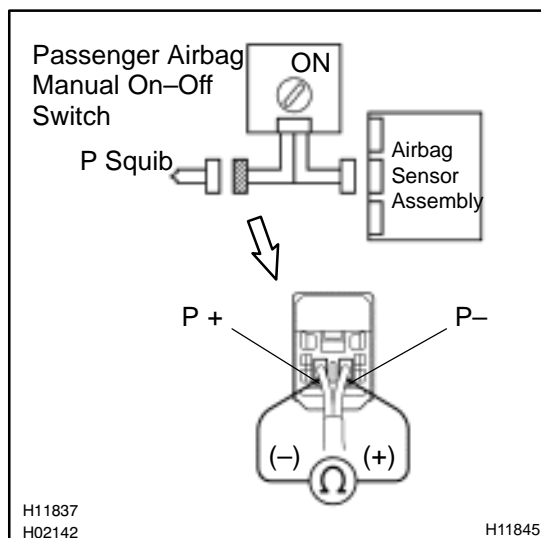 Passenger Airbag
Manual On–Off
Switch
ON
P Squib
Airbag
Sensor
Assembly
P +
P–
(–)
(+)
Ω
H11837
H02142
H11845